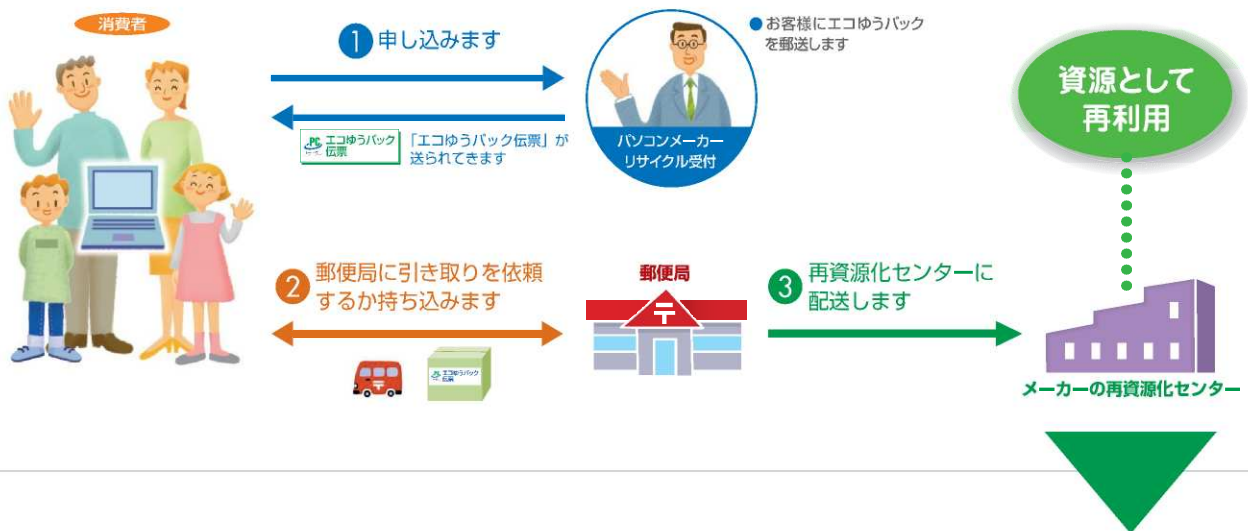 消費者
1 申し込みます
エコゆうパック
伝票
「エコゆうパック伝票」が
送られてきます
パソコンメーカー
リサイクル受付
●お客様にエコゆうパック
を郵送します
資源として
再利用
2 郵便局に引き取りを依頼
するか持ち込みます
エコゆうパック
伝票
郵便局
〒
3 再資源化センターに
配送します
メーカーの再資源化センター